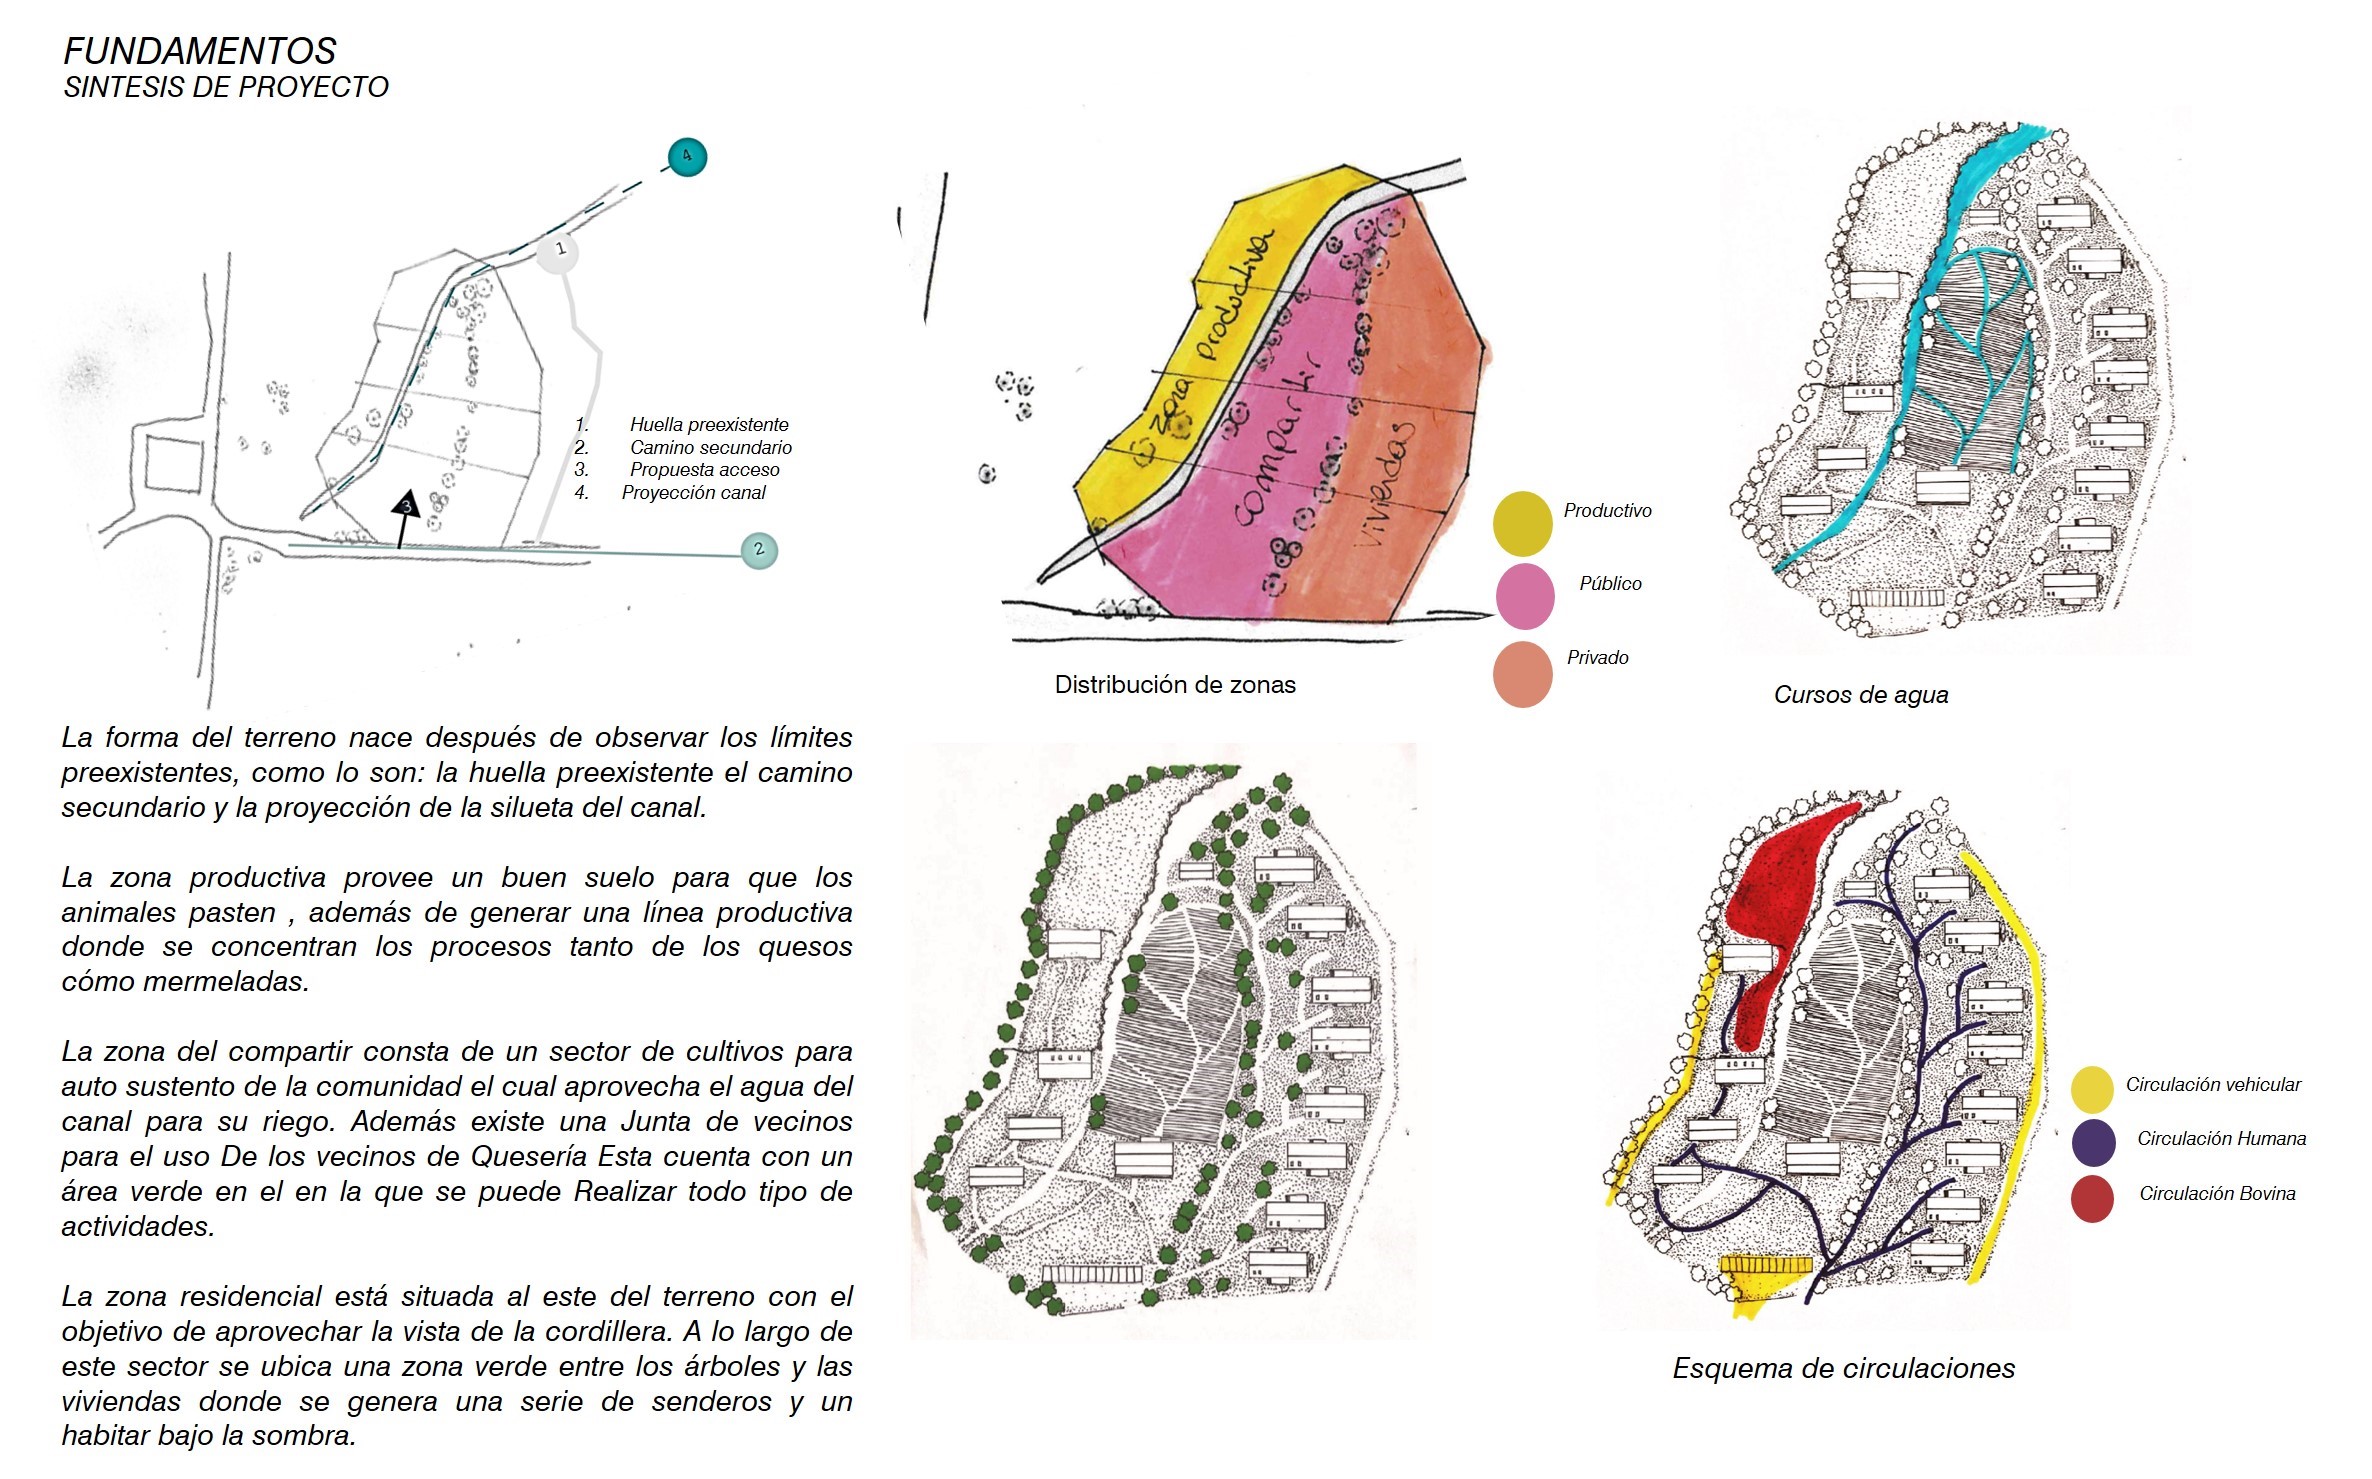 FUNDAMENTOS
SINTESIS DE PROYECTO
4
1
1. Huella preexistente
2. Camino secundario
3. Propuesta acceso
4. Proyección canal
3
2
La forma del terreno nace después de observar los límites
preexistentes, como lo son: la huella preexistente el camino
secundario y la proyección de la silueta del canal.
La zona productiva provee un buen suelo para que los
animales pasten , además de generar una línea productiva
donde se concentran los procesos tanto de los quesos
cómo mermeladas.
La zona del compartir consta de un sector de cultivos para
auto sustento de la comunidad el cual aprovecha el agua del
canal para su riego. Además existe una Junta de vecinos
para el uso De los vecinos de Quesería Esta cuenta con un
área verde en el en la que se puede Realizar todo tipo de
actividades.
La zona residencial está situada al este del terreno con el
objetivo de aprovechar la vista de la cordillera. A lo largo de
este sector se ubica una zona verde entre los árboles y las
viviendas donde se genera una serie de senderos y un
habitar bajo la sombra.
zona Productiva
compartir
viviendas
Productivo
Público
Privado
Distribución de zonas
Cursos de agua
Circulación vehicular
Circulación Humana
Circulación Bovina
Esquema de circulaciones